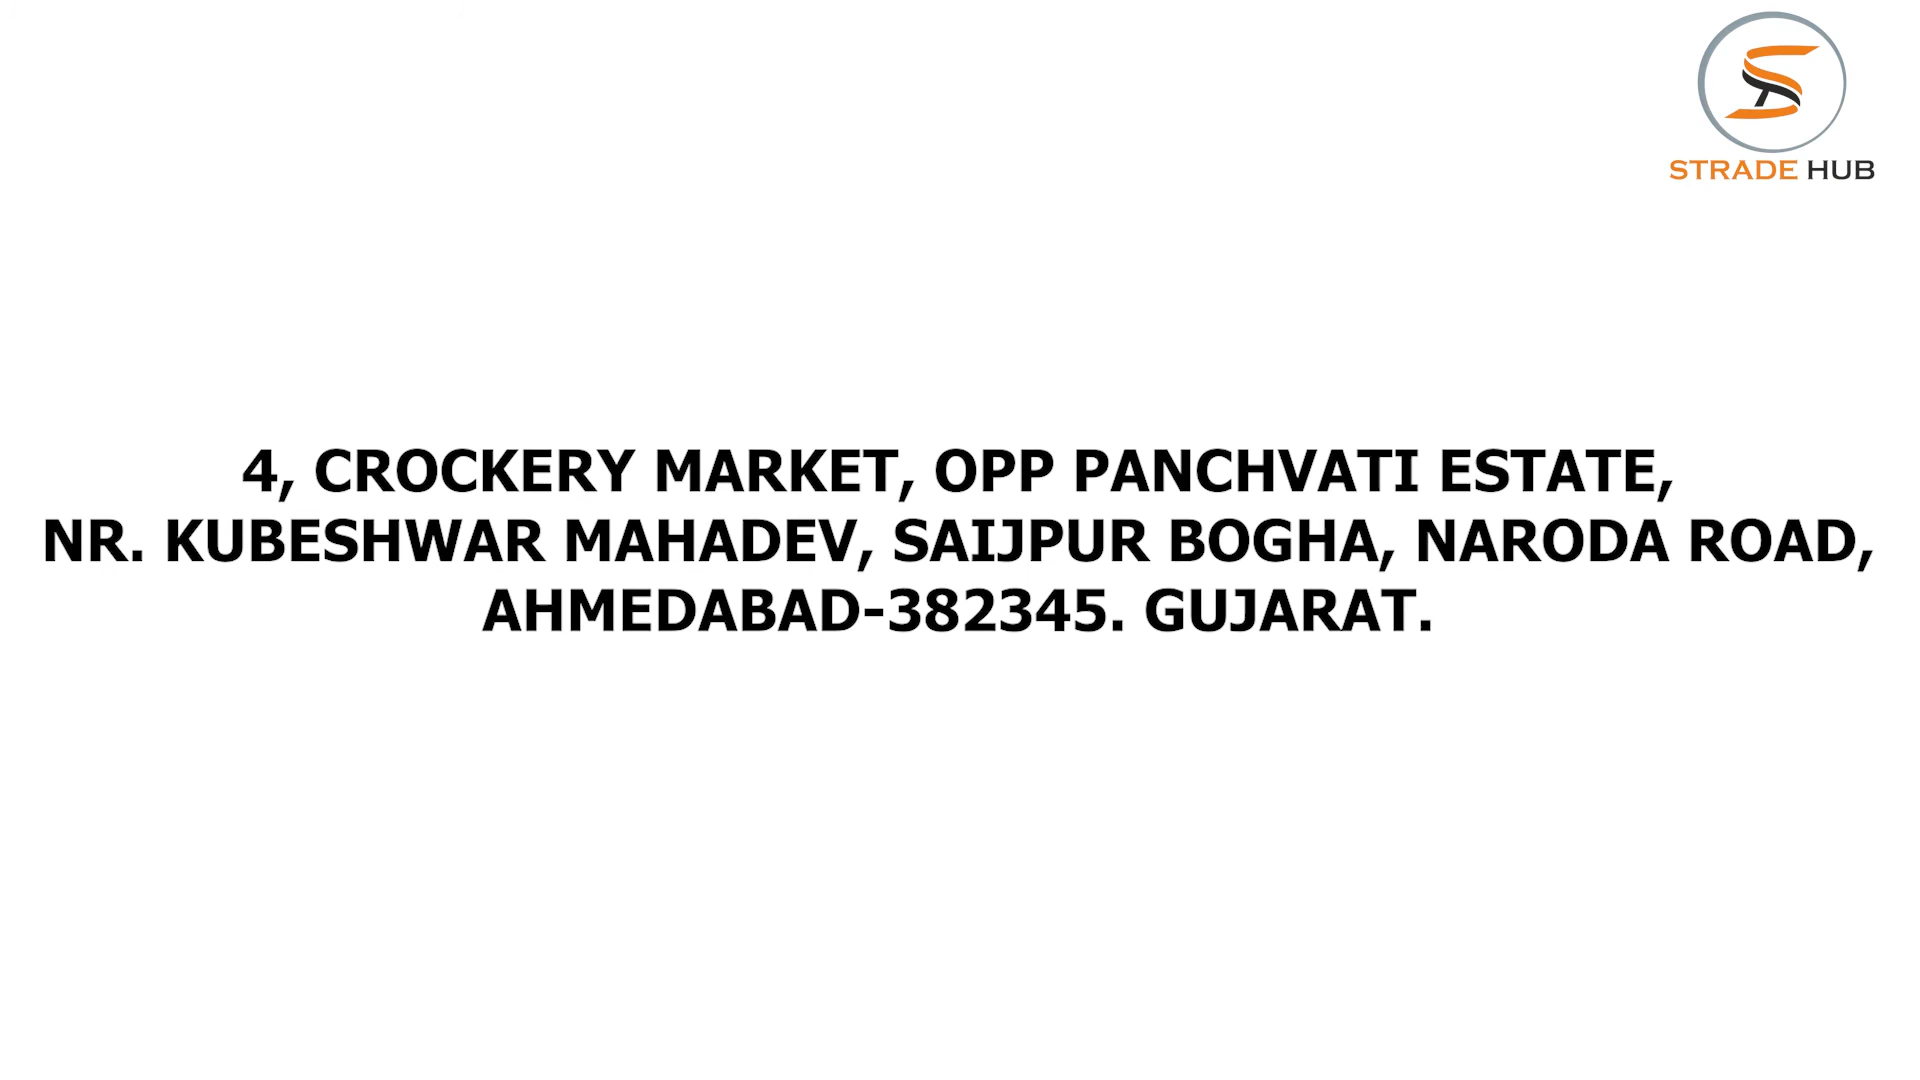 STRADE HUB
4, CROCKERY MARKET, OPP PANCHVATI ESTATE,
NR. KUBESHWAR MAHADEV, SAIJPUR BOGHA, NARODA ROAD,
AHMEDABAD-382345. GUJARAT.